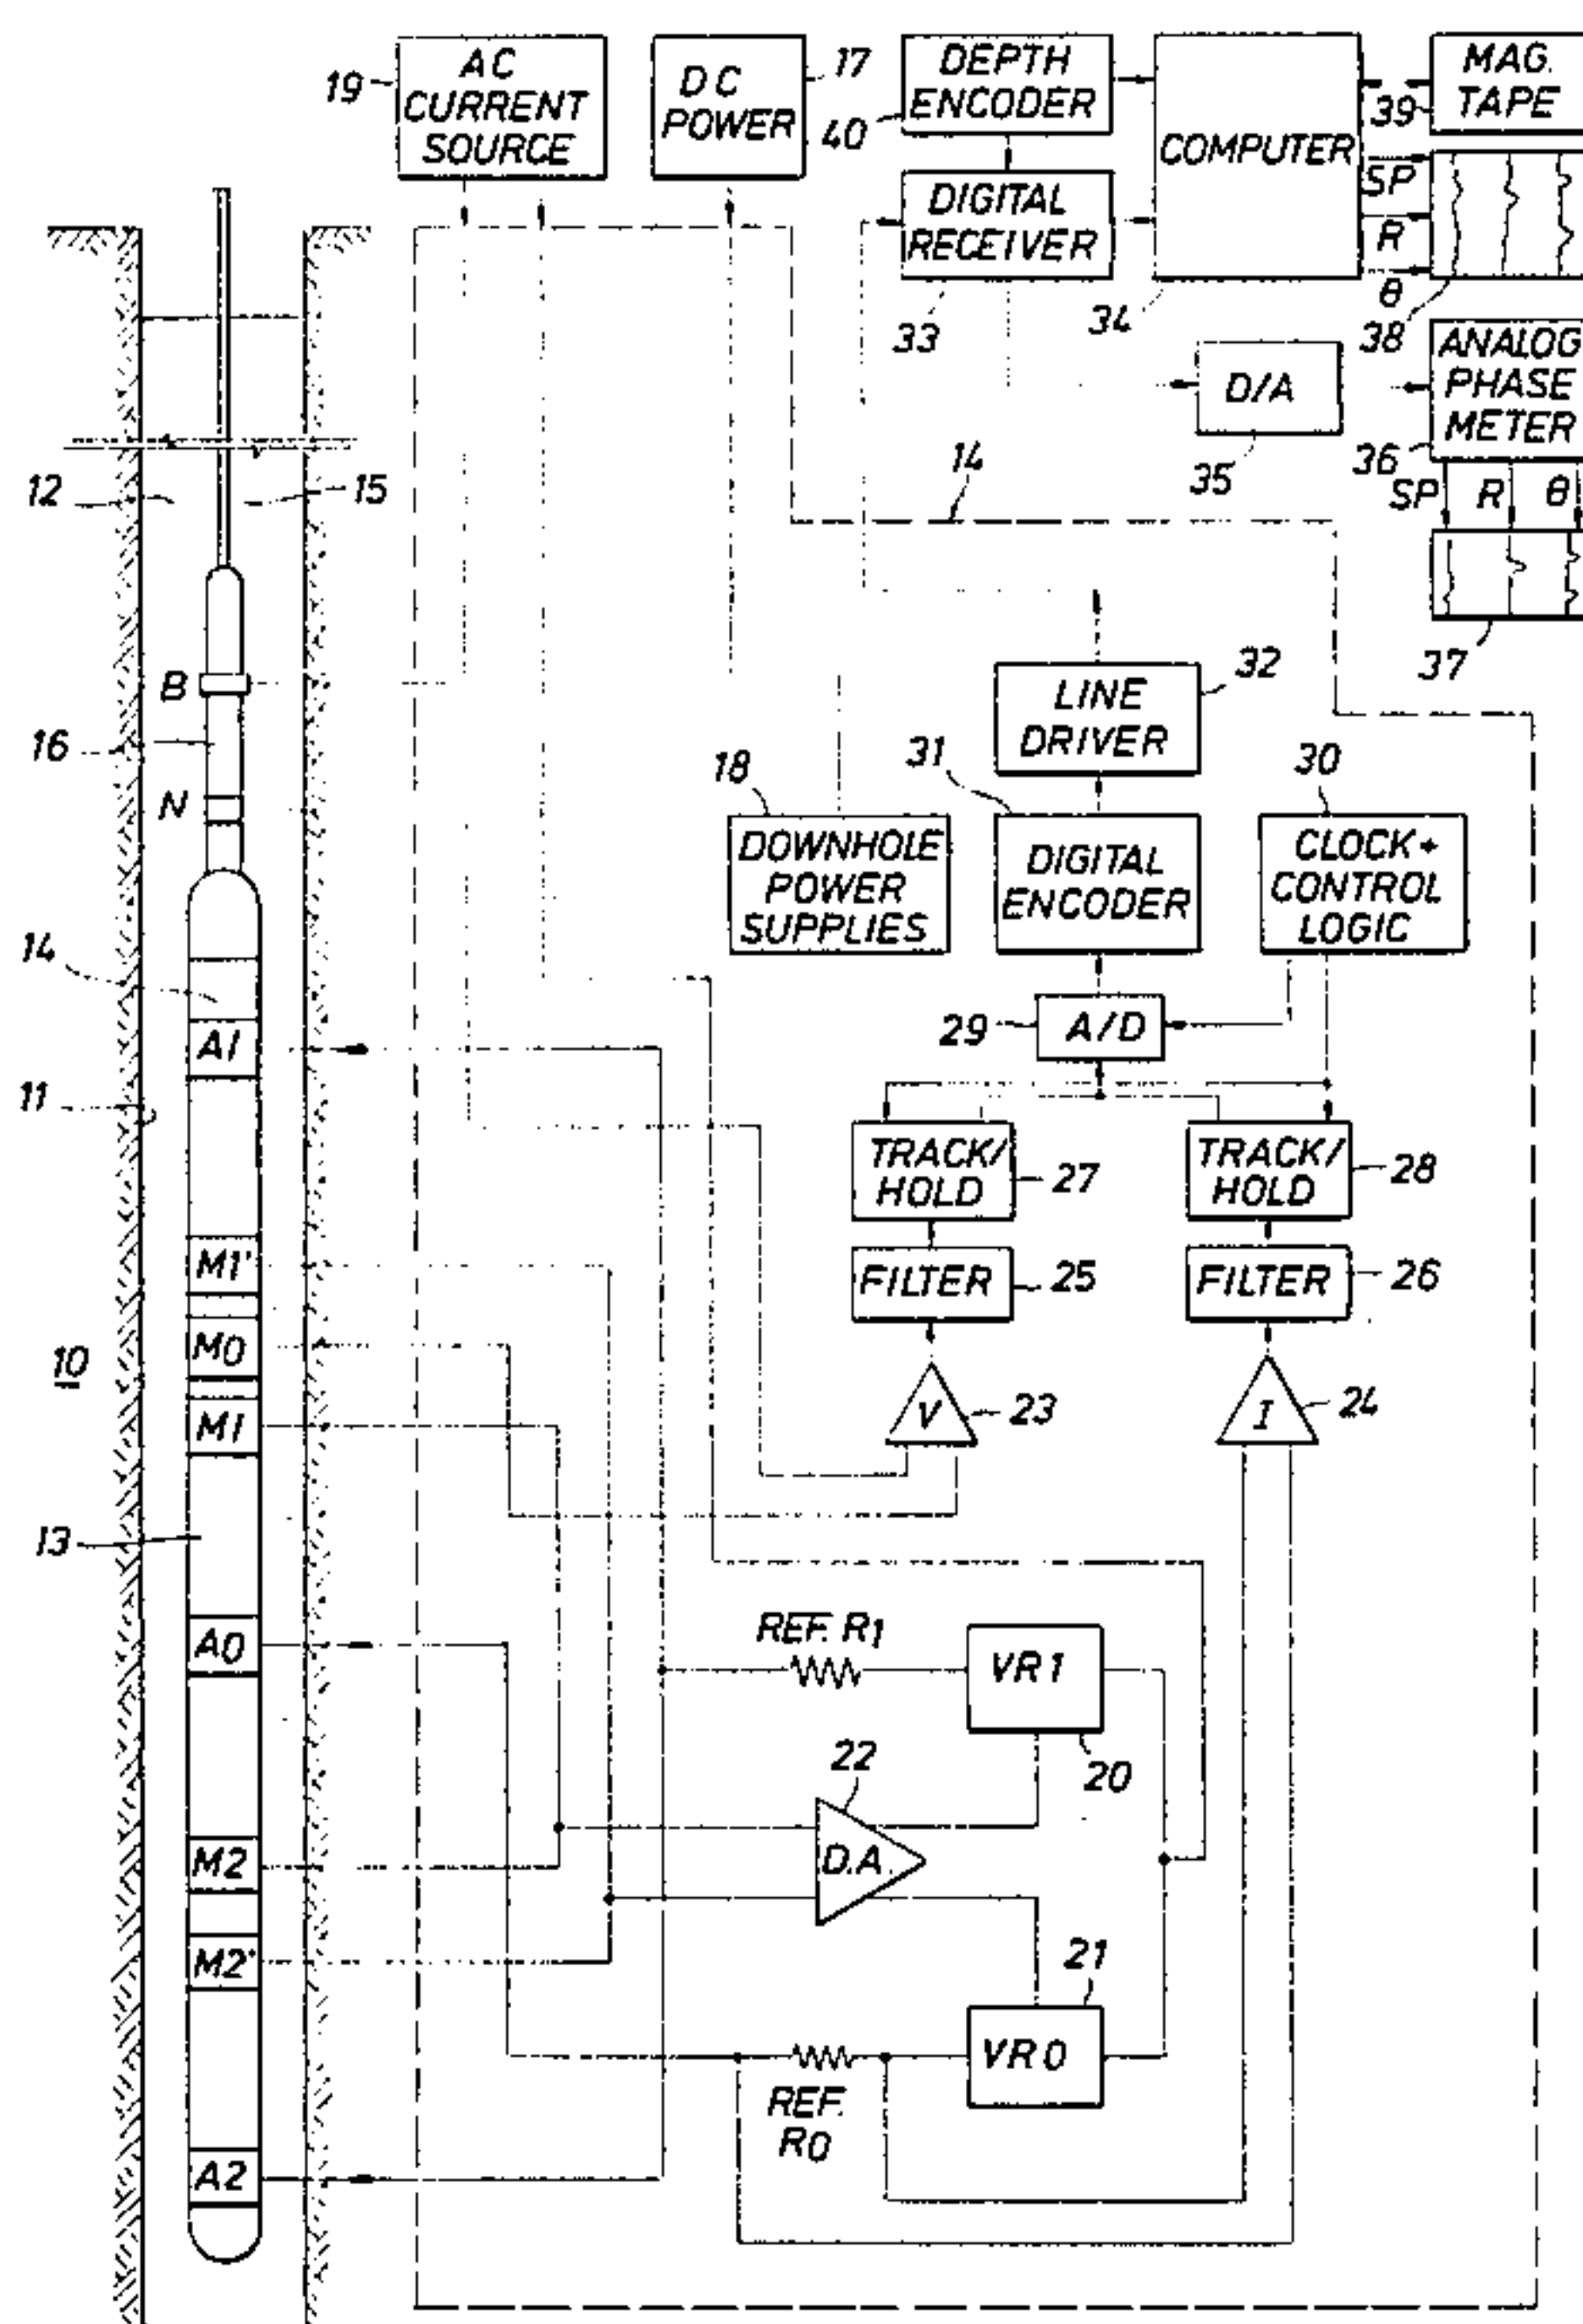 19
AC
CURRENT
SOURCE
DC
POWER
17
DEPTH
ENCODER
40
COMPUTER
MAG.
TAPE
39
DIGITAL
RECEIVER
33
34
SP
R
θ
38
D/A
35
ANALOG
PHASE
METER
36
SP R θ
37
12
15
14
B
16
N
LINE
DRIVER
32
18
DOWNHOLE
POWER
SUPPLIES
31
DIGITAL
ENCODER
30
CLOCK+
CONTROL
LOGIC
14
A1
29
A/D
11
TRACK/
HOLD
27
TRACK/
HOLD
28
M1'
FILTER
25
FILTER
26
M0
10
M1
V
23
I
24
13
A0
REF. R1
VR1
20
22
D.A.
M2
M2'
21
VR0
REF.
R0
A2